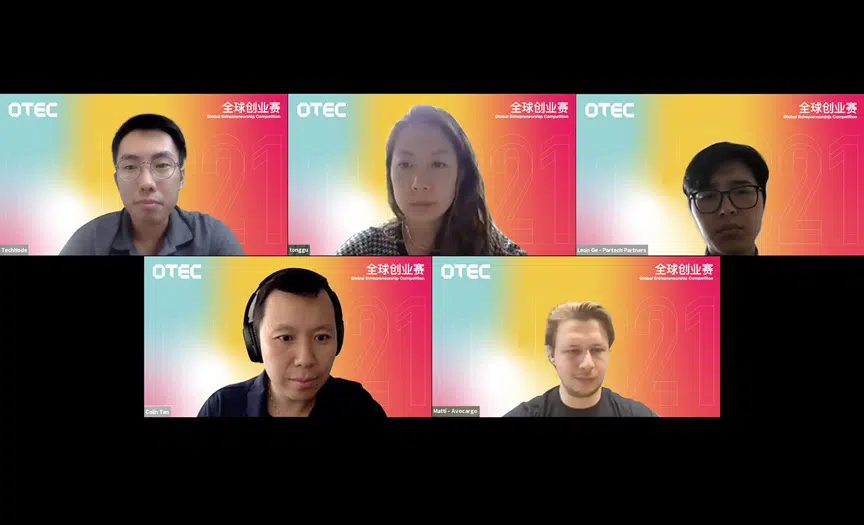 OTEC
全球创业赛
Global Entrepreneurship Competition
TechNode
OTEC
全球创业赛
Global Entrepreneurship Competition
tonggu
OTEC
全球创业赛
Global Entrepreneurship Competition
Leon Ge - Partech Partners
OTEC
全球创业赛
Global Entrepreneurship Competition
Colin Tan
OTEC
全球创业赛
Global Entrepreneurship Competition
Matti - Avocargo